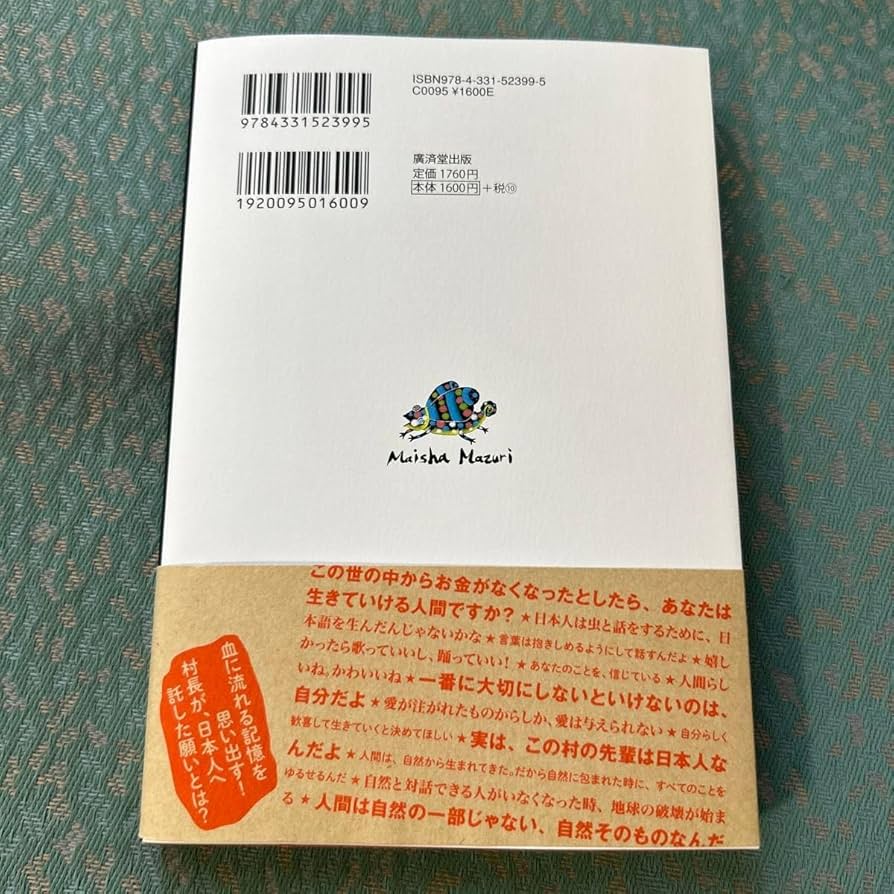 ISBN978-4-331-52399-5
C0095 ¥1600E
9784331523995
廣済堂出版
定価 1760円
本体 1600円 +税⑩
1920095016009
Maisha Mazuri
この世の中からお金がなくなったとしたら、あなたは
生きていける人間ですか?★日本人は虫と話をするために、日
本語を生んだんじゃないかな★言葉は抱きしめるようにして話すんだよ★嬉し
かったら歌っていいし、踊っていい!★あなたのことを、信じている★人間らし
いね。かわいいね★一番に大切にしないといけないのは、
自分だよ★愛が注がれたものからしか、愛は与えられない★自分らしく
歓喜して生きていくと決めてほしい★実は、この村の先輩は日本人な
んだよ★人間は、自然から生まれてきた。だから自然に包まれた時に、すべてのことを
ゆるせるんだ★自然と対話できる人がいなくなった時、地球の破壊が始ま
る★人間は自然の一部じゃない、自然そのものなんだ
血に流れる記憶を
思い出す!
村長が、日本人へ
託した願いとは?